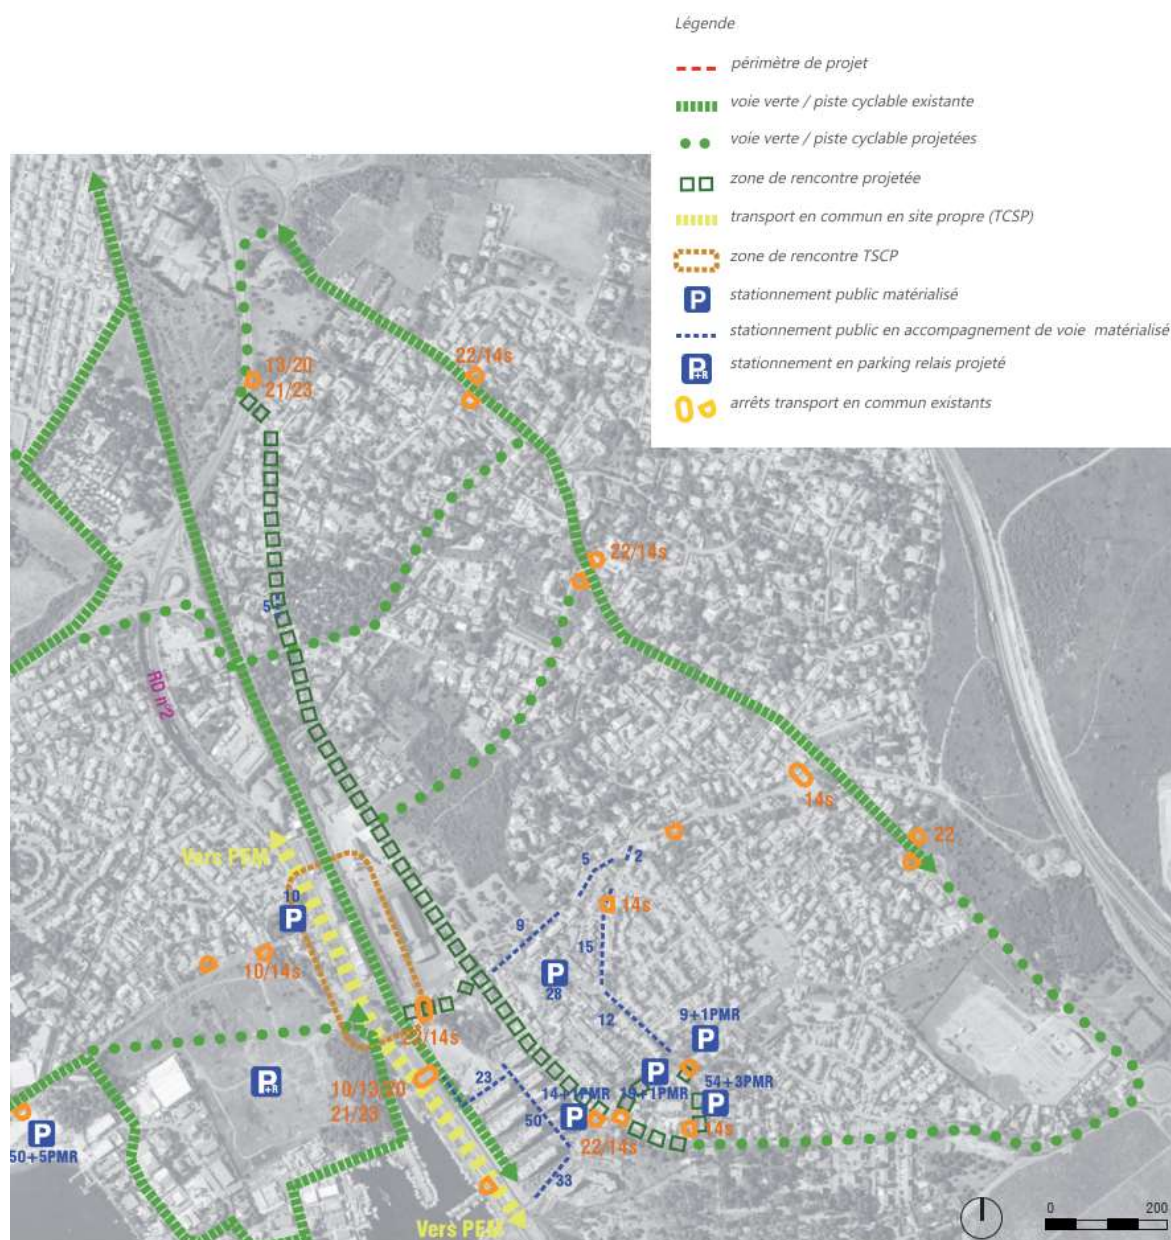 Légende
périmètre de projet
voie verte / piste cyclable existante
voie verte / piste cyclable projetées
zone de rencontre projetée
transport en commun en site propre (TCSP)
zone de rencontre TSCP
P stationnement public matérialisé
stationnement public en accompagnement de voie matérialisé
P+R stationnement en parking relais projeté
arrêts transport en commun existants
22/14s
13/20
21/23
22/14s
5
RD n°2
14s
22
Vers PEM
2
5
10
P
14s
9
15
10/14s
P
28
12
9+1PMR
P
22/14s
P+R
23
10/13/20
21/23
P
54+3PMR
14+1PMR
19+1PMR
P
P
50
14s
22/14s
P
50+5PMR
33
Vers PEM
0
200